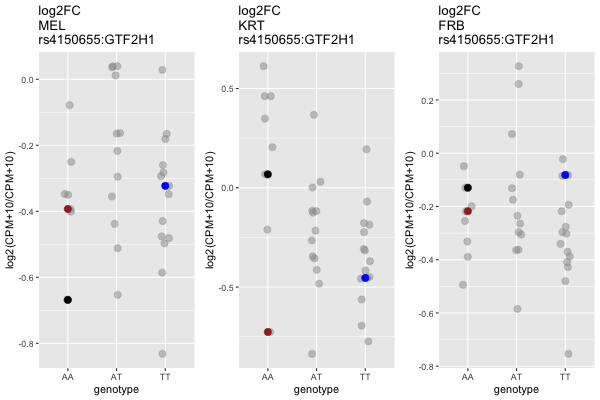 log2FC
MEL
rs4150655:GTF2H1
log2(CPM+10/CPM+10)
0.0
-0.2
-0.4
-0.6
-0.8
AA
AT
TT
genotype
log2FC
KRT
rs4150655:GTF2H1
log2(CPM+10/CPM+10)
0.5
0.0
-0.5
AA
AT
TT
genotype
log2FC
FRB
rs4150655:GTF2H1
log2(CPM+10/CPM+10)
0.2
0.0
-0.2
-0.4
-0.6
-0.8
AA
AT
TT
genotype